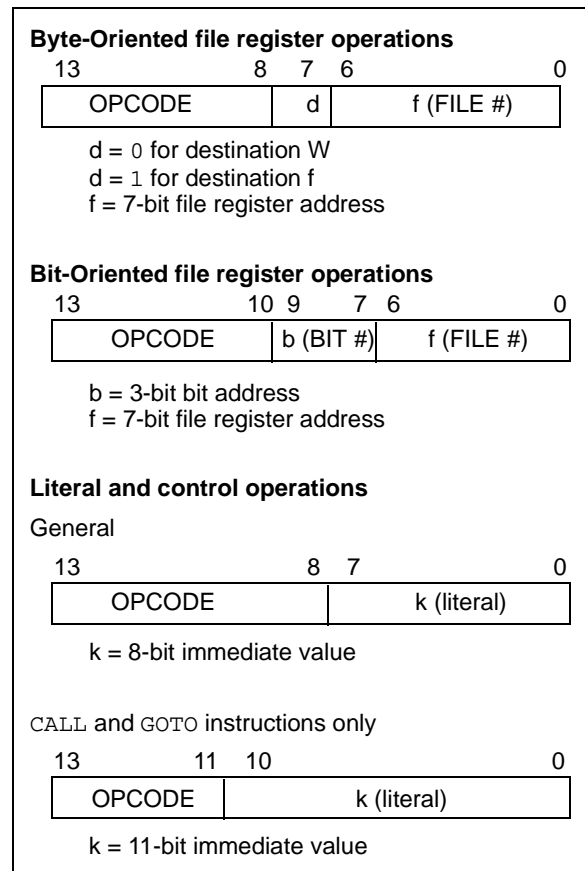 Byte-Oriented file register operations
13 8 7 6 0
OPCODE d f (FILE #)
d = 0 for destination W
d = 1 for destination f
f = 7-bit file register address
Bit-Oriented file register operations
13 10 9 7 6 0
OPCODE b (BIT #) f (FILE #)
b = 3-bit bit address
f = 7-bit file register address
Literal and control operations
General
13 8 7 0
OPCODE k (literal)
k = 8-bit immediate value
CALL and GOTO instructions only
13 11 10 0
OPCODE k (literal)
k = 11-bit immediate value